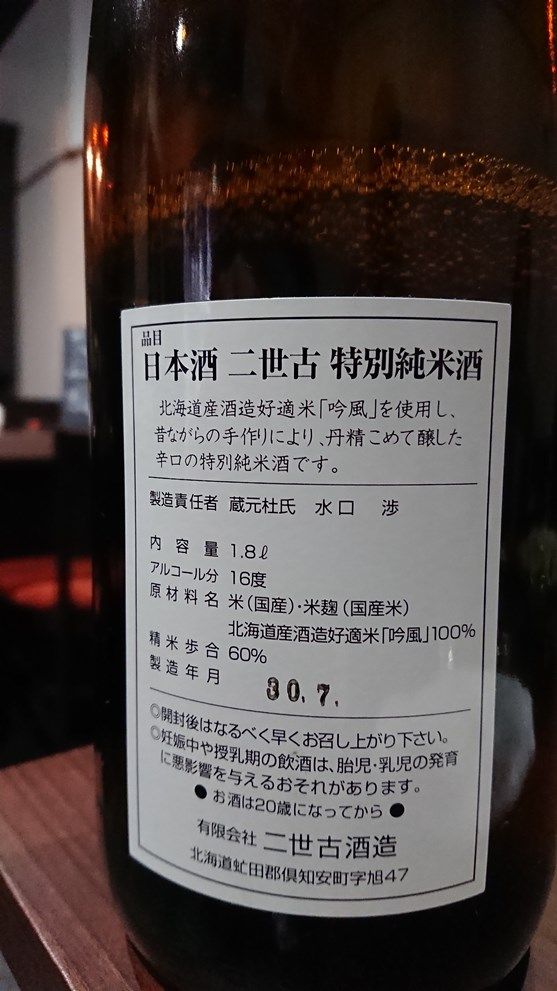 品目
日本酒 二世古 特別純米酒
北海道産酒造好適米「吟風」を使用し、
昔ながらの手作りにより、丹精こめて醸した
辛口の特別純米酒です。
製造責任者 蔵元杜氏 水口 渉
内容量 1.8ℓ
アルコール分 16度
原材料名 米(国産)・米麹(国産米)
北海道産酒造好適米「吟風」100%
精米歩合 60%
製造年月 30.7.
◎開封後はなるべく早くお召し上がり下さい。
◎妊娠中や授乳期の飲酒は、胎児・乳児の発育
に悪影響を与えるおそれがあります。
● お酒は20歳になってから ●
有限会社 二世古酒造
北海道虻田郡倶知安町字旭47